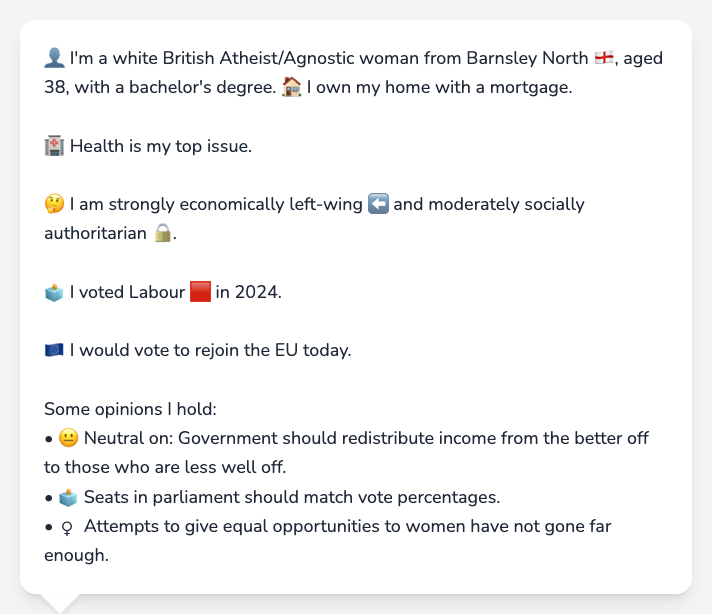 👤 I'm a white British Atheist/Agnostic woman from Barnsley North 🏴󠁧󠁢󠁥󠁮󠁧󠁿, aged
38, with a bachelor's degree. 🏠 I own my home with a mortgage.
🏥 Health is my top issue.
🤔 I am strongly economically left-wing ⬅️ and moderately socially
authoritarian 🔒.
🗳️ I voted Labour 🟥 in 2024.
🇪🇺 I would vote to rejoin the EU today.
Some opinions I hold:
• 😐 Neutral on: Government should redistribute income from the better off
to those who are less well off.
• 🗳️ Seats in parliament should match vote percentages.
• ♀ Attempts to give equal opportunities to women have not gone far
enough.